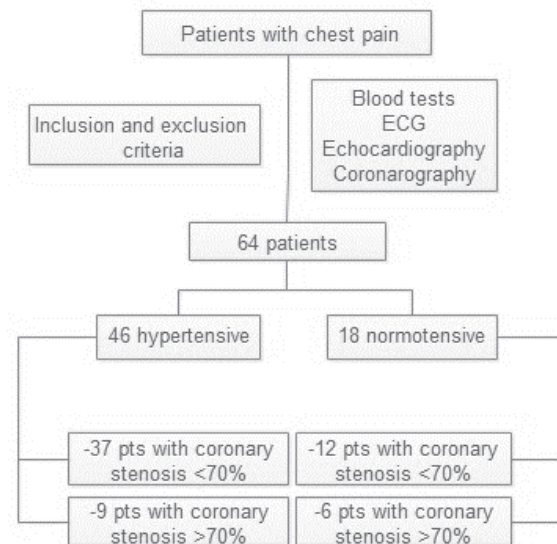 Patients with chest pain
Inclusion and exclusion
criteria
Blood tests
ECG
Echocardiography
Coronarography
64 patients
46 hypertensive
18 normotensive
-37 pts with coronary
stenosis <70%
-12 pts with coronary
stenosis <70%
-9 pts with coronary
stenosis >70%
-6 pts with coronary
stenosis >70%